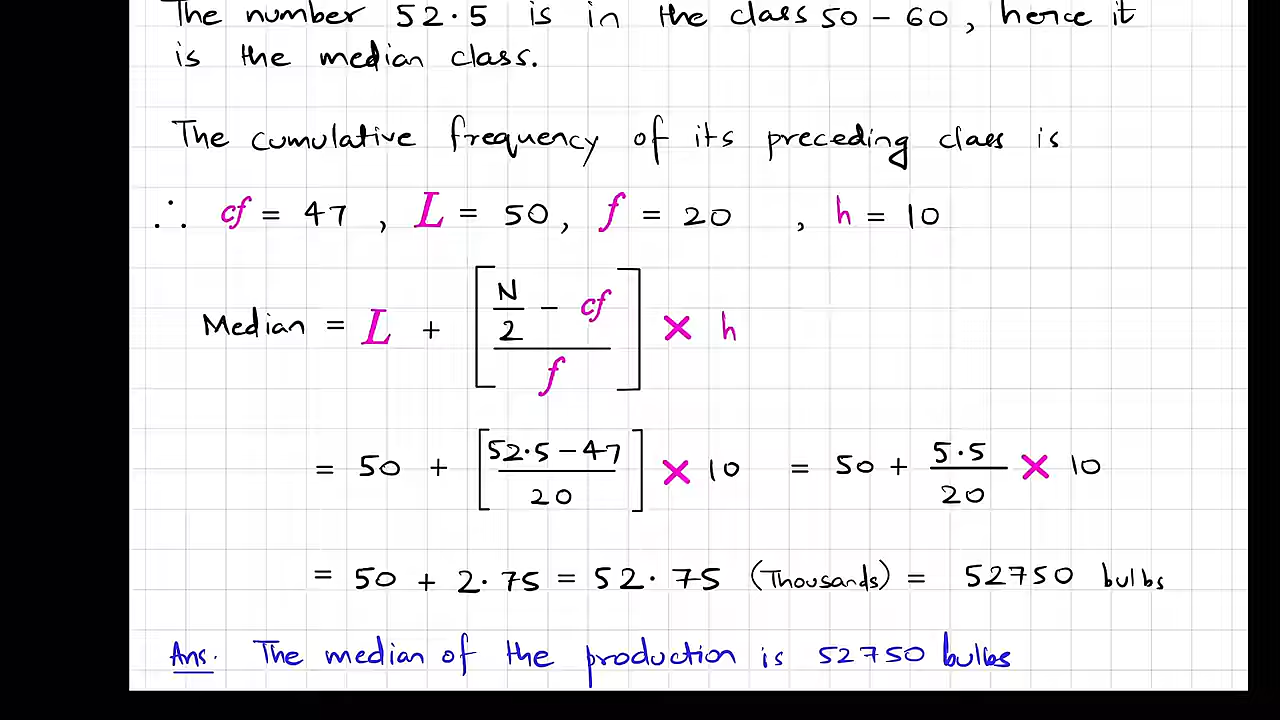 The number 52.5 is in the class 50 - 60, hence it
is the median class.
The cumulative frequency of its preceding class is
∴ cf = 47 , L = 50, f = 20 , h = 10
Median = L + [(N/2 - cf)/f] × h
= 50 + [(52.5 - 47)/20] × 10 = 50 + 5.5/20 × 10
= 50 + 2.75 = 52.75 (Thousands) = 52750 bulbs
Ans. The median of the production is 52750 bulbs